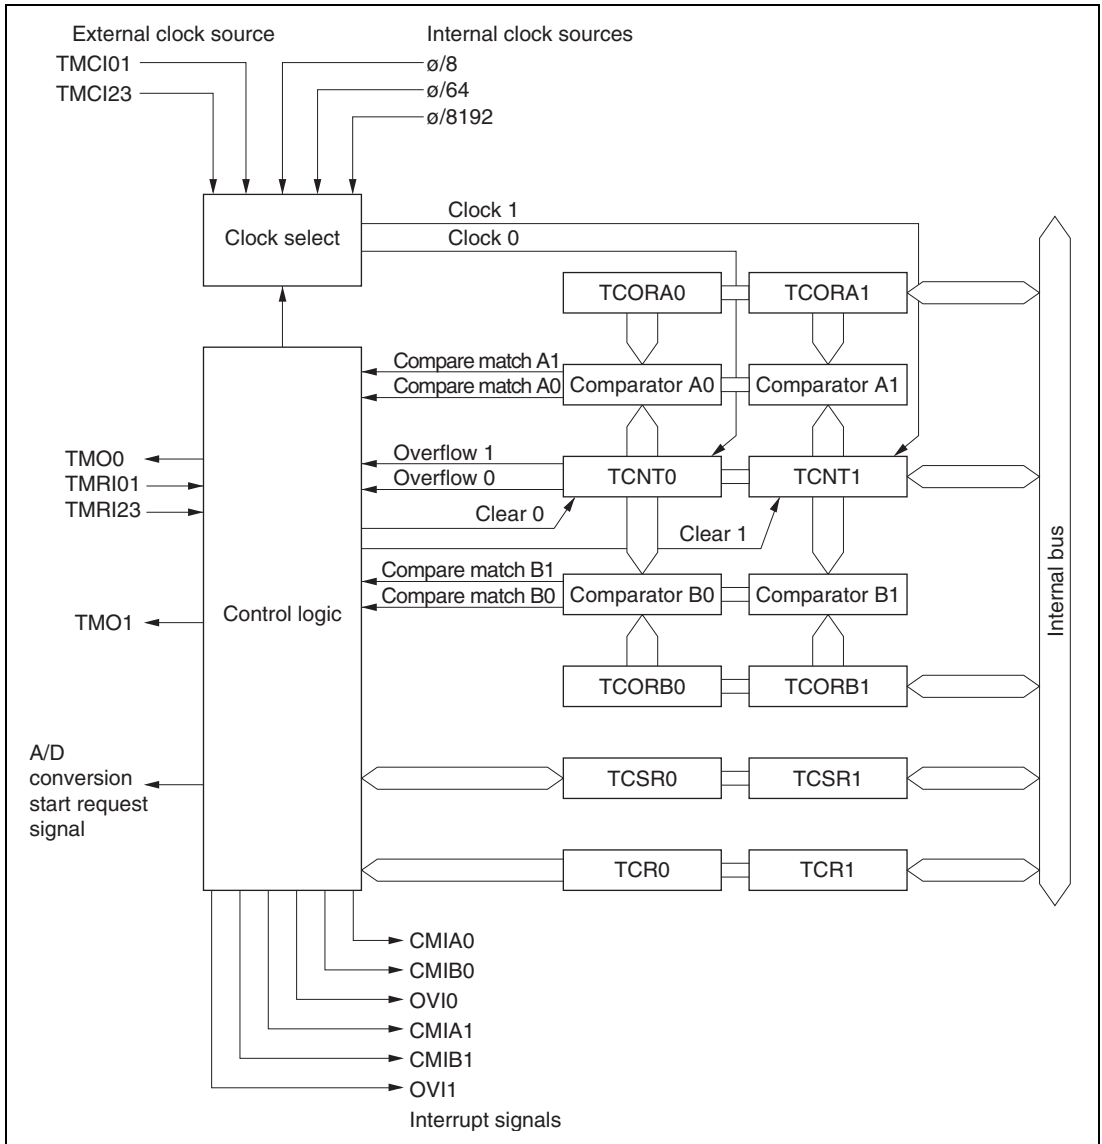 External clock source
Internal clock sources
TMCI01
ø/8
TMCI23
ø/64
ø/8192
Clock select
Clock 1
Clock 0
TCORA0
TCORA1
Compare match A1
Compare match A0
Comparator A0
Comparator A1
TMO0
TMRI01
TMRI23
Overflow 1
Overflow 0
TCNT0
TCNT1
Clear 0
Clear 1
Internal bus
Compare match B1
Compare match B0
Comparator B0
Comparator B1
Control logic
TMO1
TCORB0
TCORB1
A/D
conversion
start request
signal
TCSR0
TCSR1
TCR0
TCR1
CMIA0
CMIB0
OVI0
CMIA1
CMIB1
OVI1
Interrupt signals